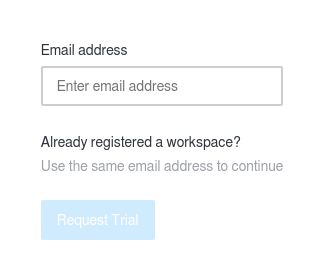 Email address
Enter email address
Already registered a workspace?
Use the same email address to continue
Request Trial